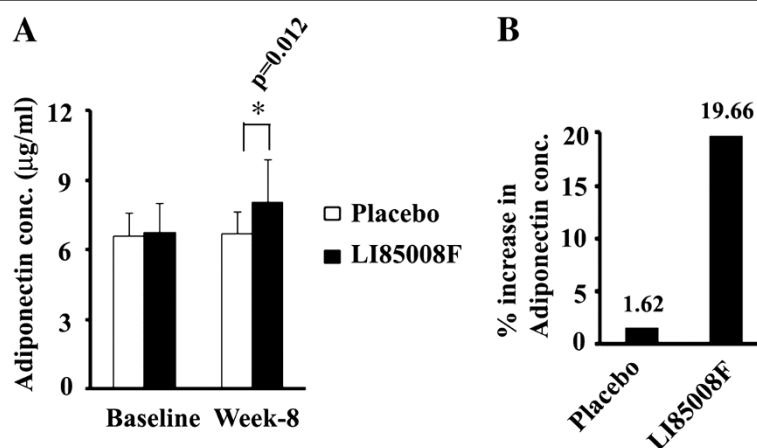 A
p=0.012
*
12
9
6
3
0
Adiponectin conc. (µg/ml)
Baseline Week-8
Placebo
LI85008F
B
19.66
1.62
20
15
10
5
0
% increase in
Adiponectin conc.
Placebo
LI85008F